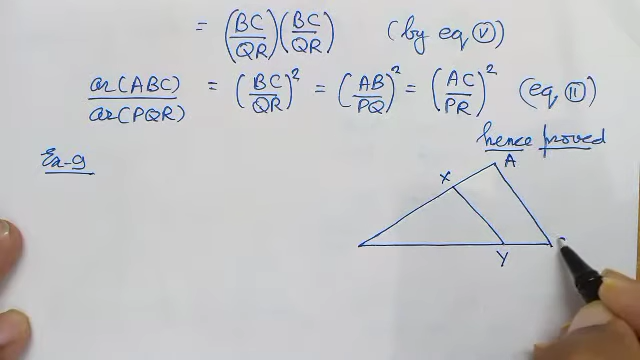 = (BC/QR)(BC/QR) (by eq Ⓥ)
ar(ABC)/ar(PQR) = (BC/QR)² = (AB/PQ)² = (AC/PR)² (eq Ⅱ)
hence proved
Ex-9
A
X
Y